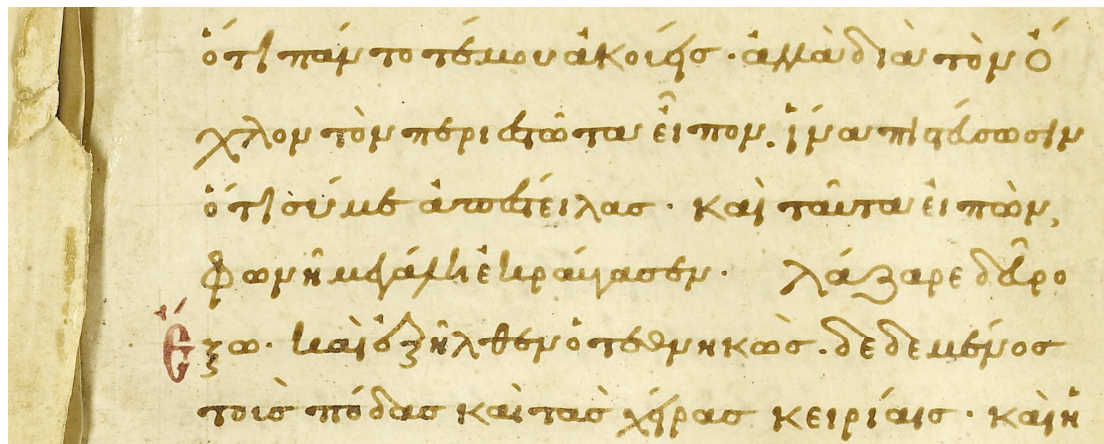 ὅτι πάντοτέ μου ἀκούεις · ἀλλὰ διὰ τὸν ὄ
χλον τὸν περιεστῶτα εἶπον. ἵνα πιστεύσωσιν
ὅτι σύ με ἀπέστειλας · καὶ ταῦτα εἰπὼν,
φωνῆ μεγάλη ἐκραύγασεν · λάζαρε δεῦρο
ἔξω · καὶ ἐξῆλθεν ὁ τεθνηκὼς · δεδεμένος
τοὺς πόδας καὶ τὰς χεῖρας κειρίαις · καὶ ἡ